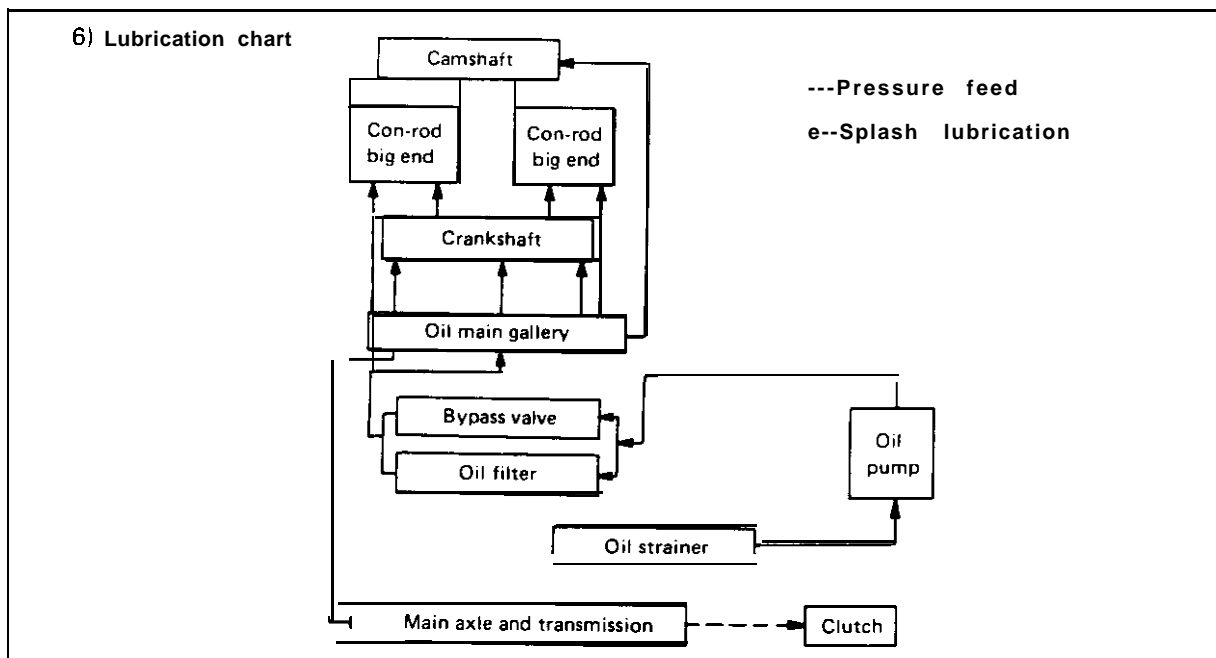 6) Lubrication chart
Camshaft
---Pressure feed
e--Splash lubrication
Con-rod
big end
Con-rod
big end
Crankshaft
Oil main gallery
Bypass valve
Oil filter
Oil
pump
Oil strainer
Main axle and transmission
Clutch